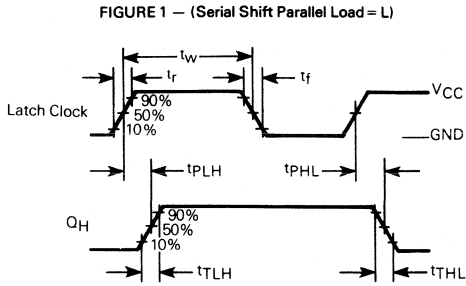 FIGURE 1 — (Serial Shift Parallel Load = L)
tw
tr
tf
Latch Clock
90%
50%
10%
VCC
GND
tPLH
tPHL
QH
90%
50%
10%
tTLH
tTHL